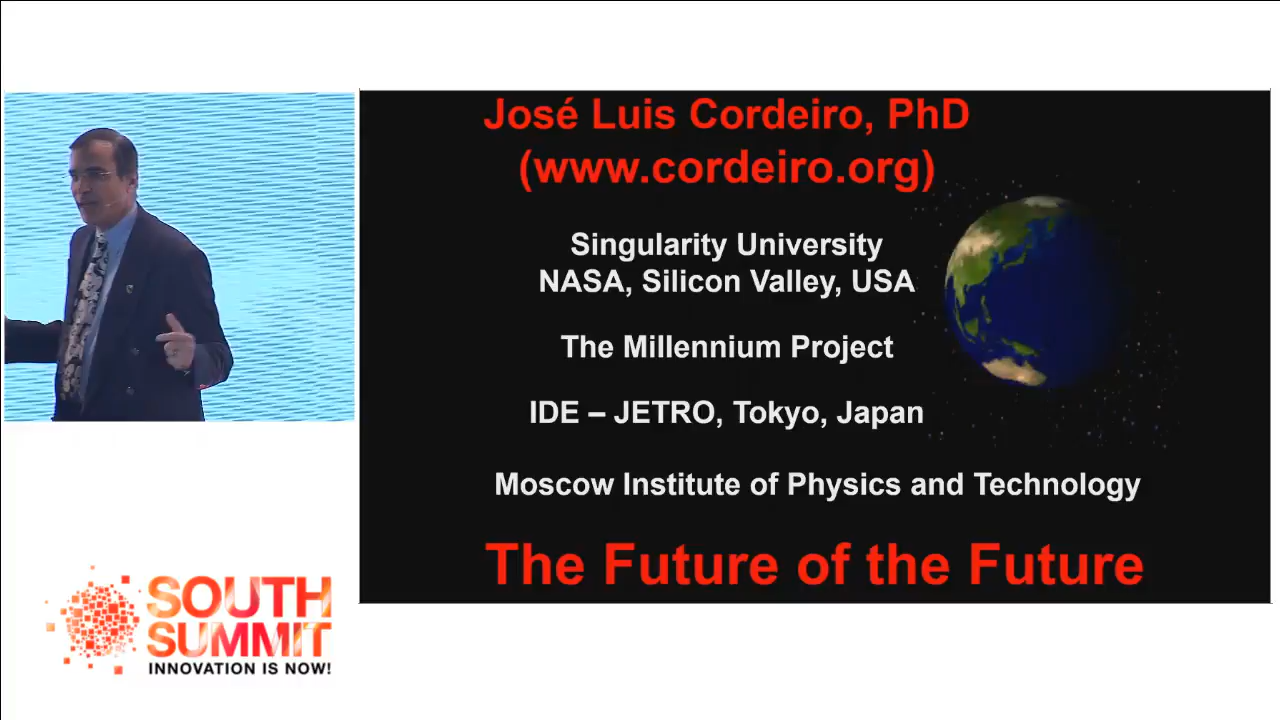 José Luis Cordeiro, PhD
(www.cordeiro.org)
Singularity University
NASA, Silicon Valley, USA
The Millennium Project
IDE – JETRO, Tokyo, Japan
Moscow Institute of Physics and Technology
The Future of the Future
SOUTH
SUMMIT
INNOVATION IS NOW!